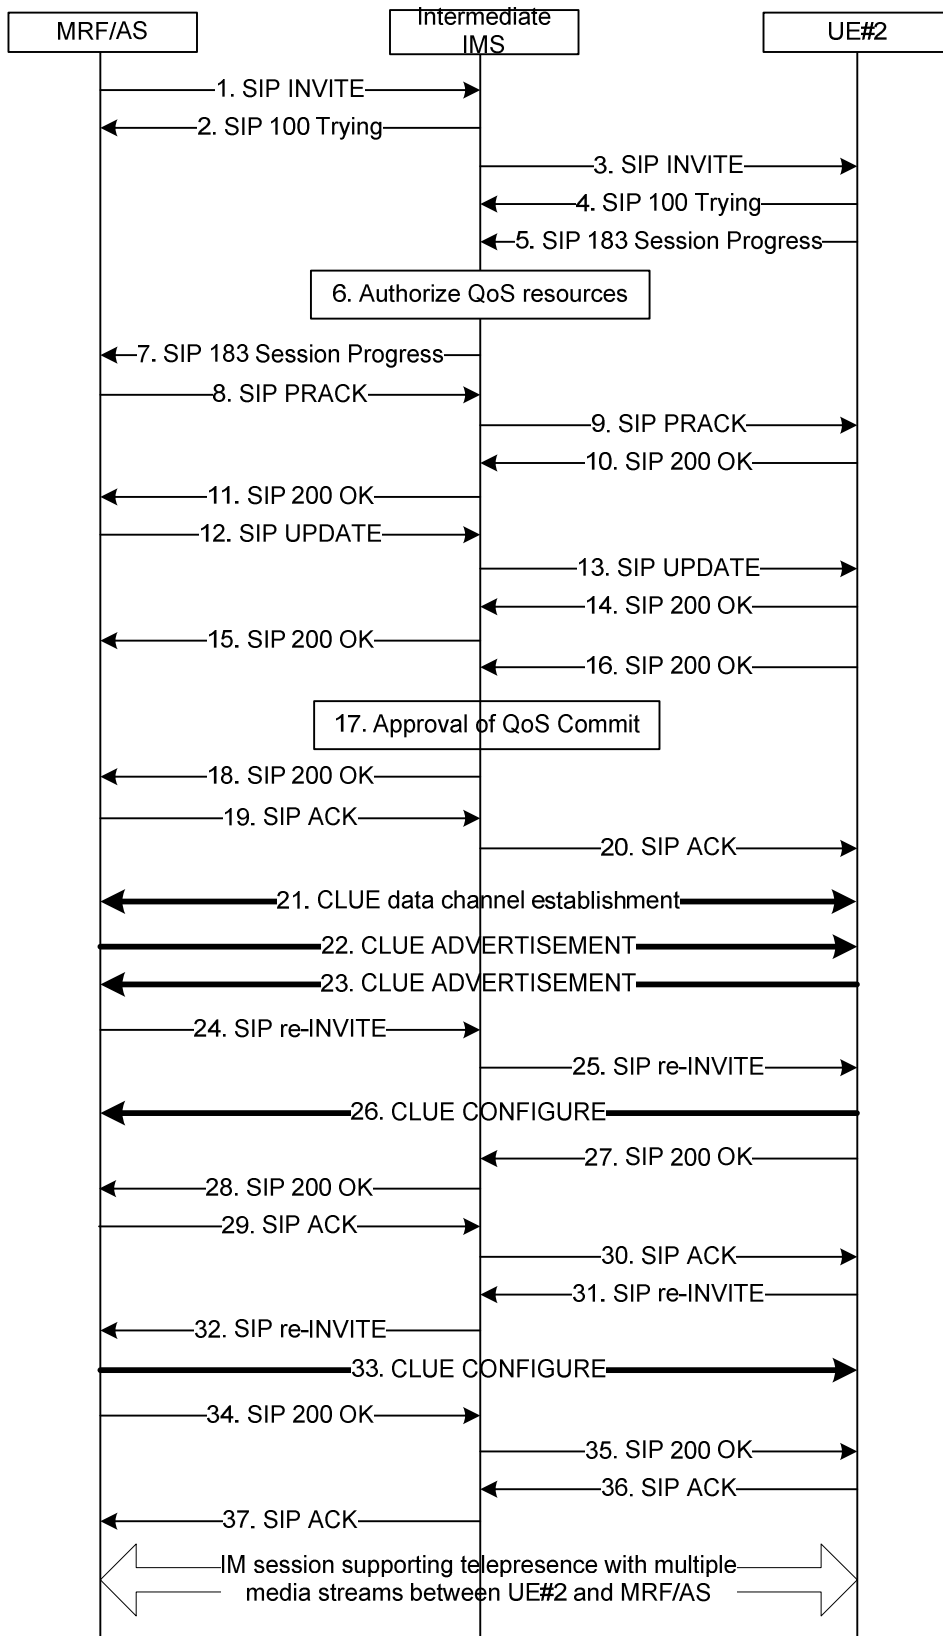 MRF/AS
Intermediate
IMS
UE#2
1. SIP INVITE
2. SIP 100 Trying
3. SIP INVITE
4. SIP 100 Trying
5. SIP 183 Session Progress
6. Authorize QoS resources
7. SIP 183 Session Progress
8. SIP PRACK
9. SIP PRACK
10. SIP 200 OK
11. SIP 200 OK
12. SIP UPDATE
13. SIP UPDATE
14. SIP 200 OK
15. SIP 200 OK
16. SIP 200 OK
17. Approval of QoS Commit
18. SIP 200 OK
19. SIP ACK
20. SIP ACK
21. CLUE data channel establishment
22. CLUE ADVERTISEMENT
23. CLUE ADVERTISEMENT
24. SIP re-INVITE
25. SIP re-INVITE
26. CLUE CONFIGURE
27. SIP 200 OK
28. SIP 200 OK
29. SIP ACK
30. SIP ACK
31. SIP re-INVITE
32. SIP re-INVITE
33. CLUE CONFIGURE
34. SIP 200 OK
35. SIP 200 OK
36. SIP ACK
37. SIP ACK
IM session supporting telepresence with multiple
media streams between UE#2 and MRF/AS